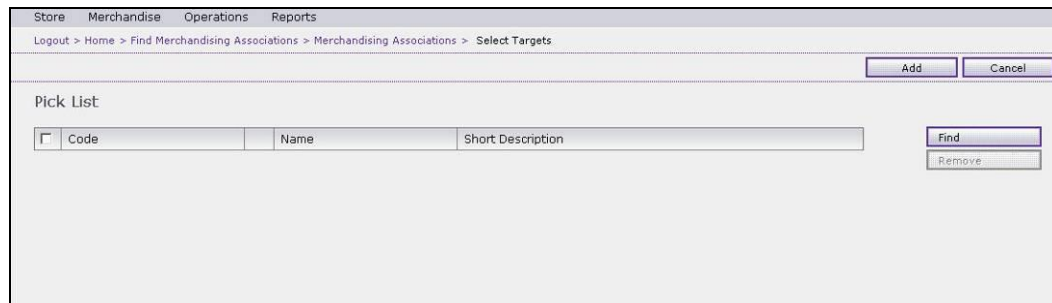 Store Merchandise Operations Reports
Logout > Home > Find Merchandising Associations > Merchandising Associations > Select Targets
Add Cancel
Pick List
Code Name Short Description
Find
Remove